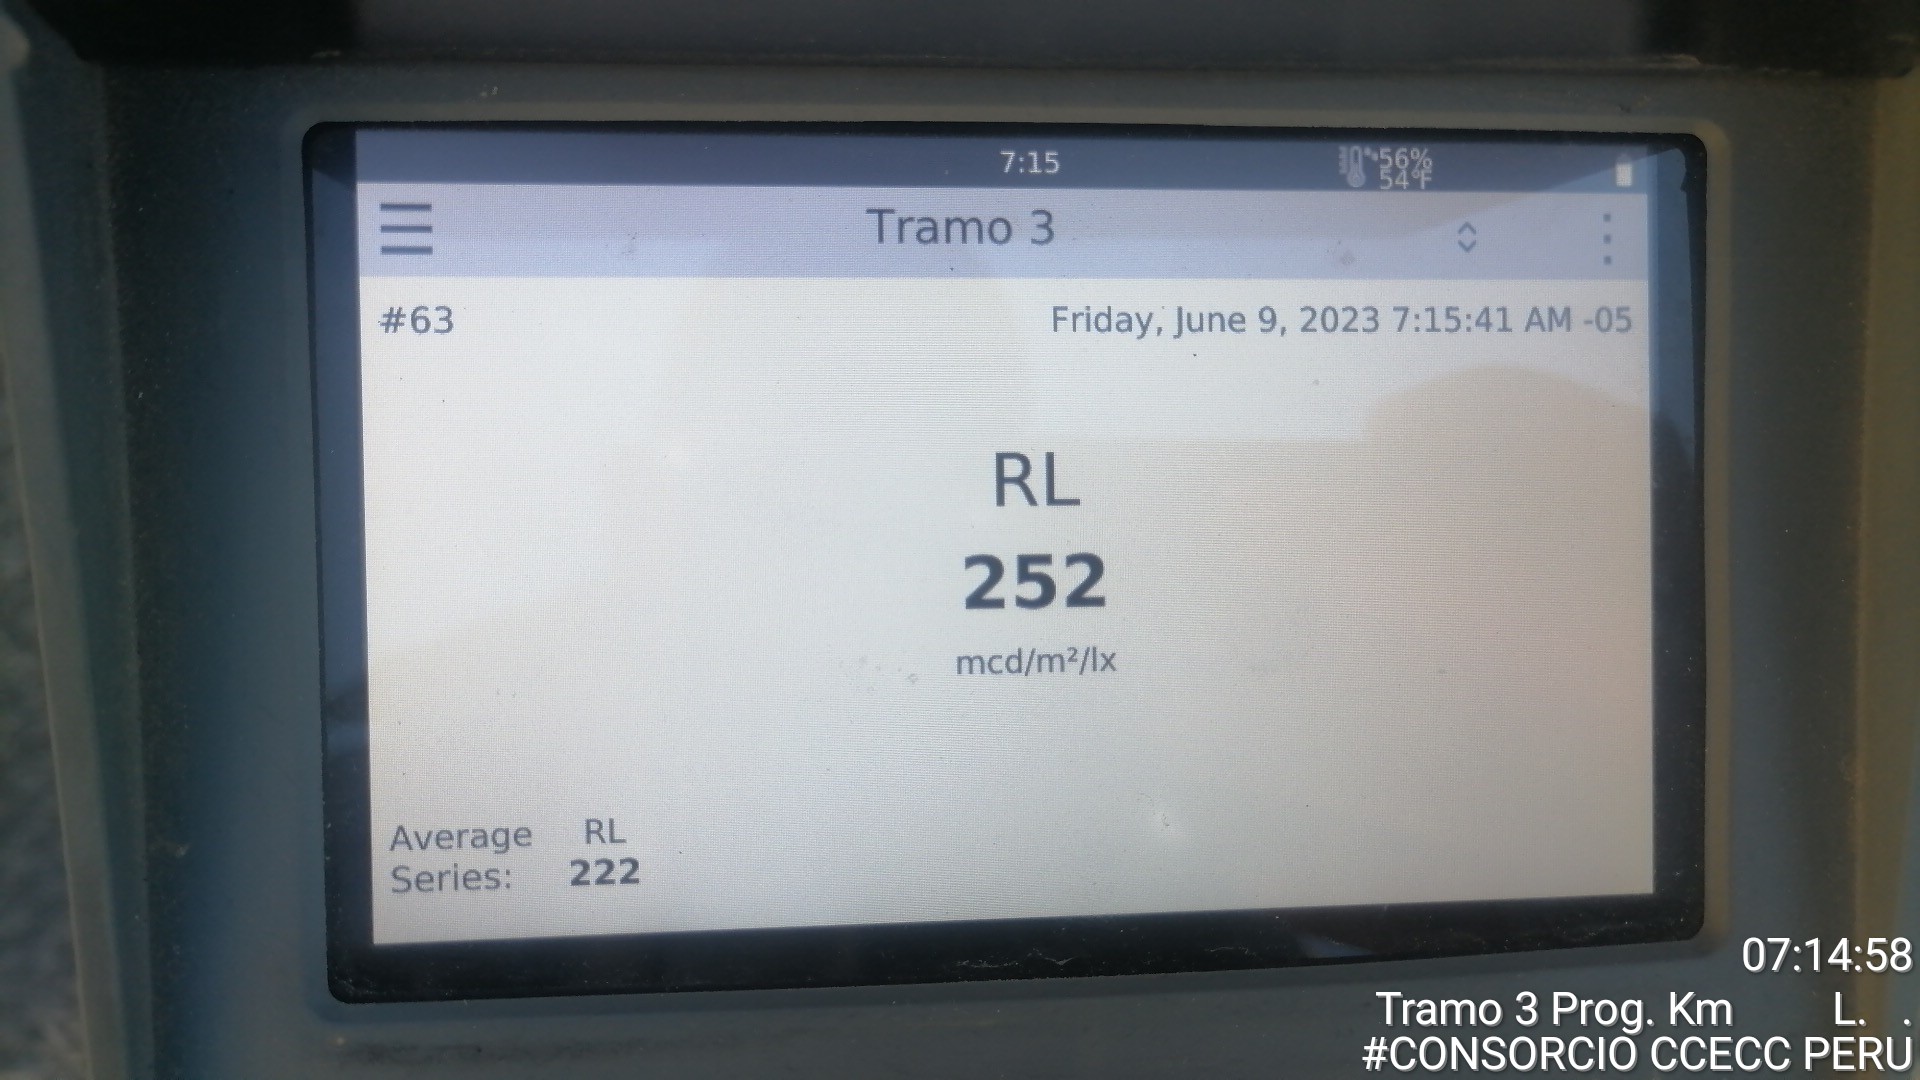 7:15
56%
54°F
Tramo 3
#63
Friday, June 9, 2023 7:15:41 AM -05
RL
252
mcd/m²/lx
Average RL
Series: 222
07:14:58
Tramo 3 Prog. Km L. .
#CONSORCIO CCECC PERU